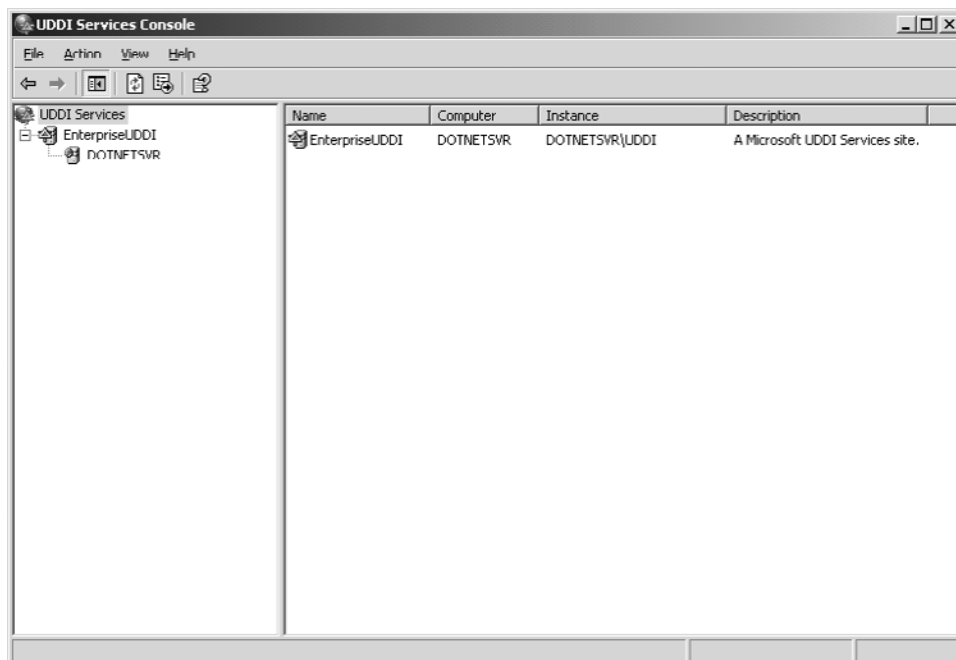 UDDI Services Console
File Action View Help
UDDI Services
EnterpriseUDDI
DOTNETSVR
Name Computer Instance Description
EnterpriseUDDI DOTNETSVR DOTNETSVR\UDDI A Microsoft UDDI Services site.